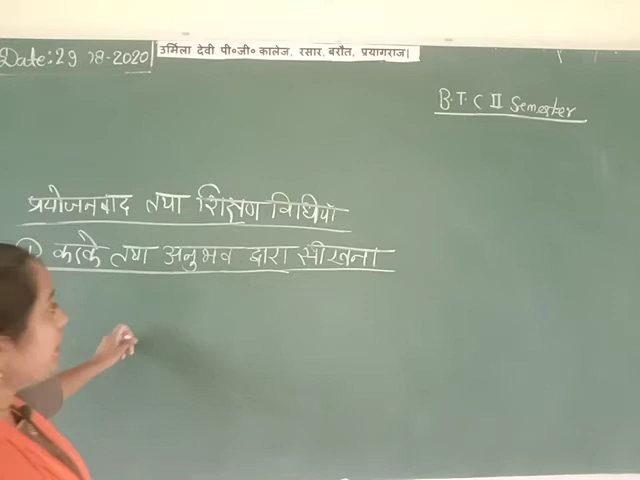 Date: 29 /8-2020
उर्मिला देवी पी०जी० कालेज, रसार, बरौत, प्रयागराज।
B.T.C II Semester
प्रयोजनवाद तथा शिक्षण विधियाँ
करके तथा अनुभव द्वारा सीखना